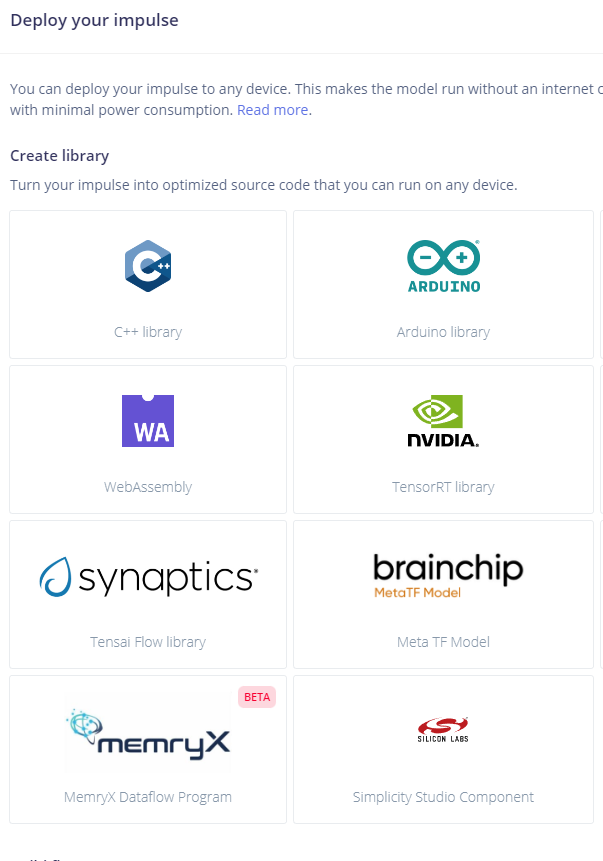 Deploy your impulse
You can deploy your impulse to any device. This makes the model run without an internet
with minimal power consumption. Read more.
Create library
Turn your impulse into optimized source code that you can run on any device.
C++
ARDUINO
C++ library
Arduino library
WA
NVIDIA.
WebAssembly
TensorRT library
synaptics
brainchip
MetaTF Model
Tensai Flow library
Meta TF Model
BETA
memryX
SILICON LABS
MemryX Dataflow Program
Simplicity Studio Component